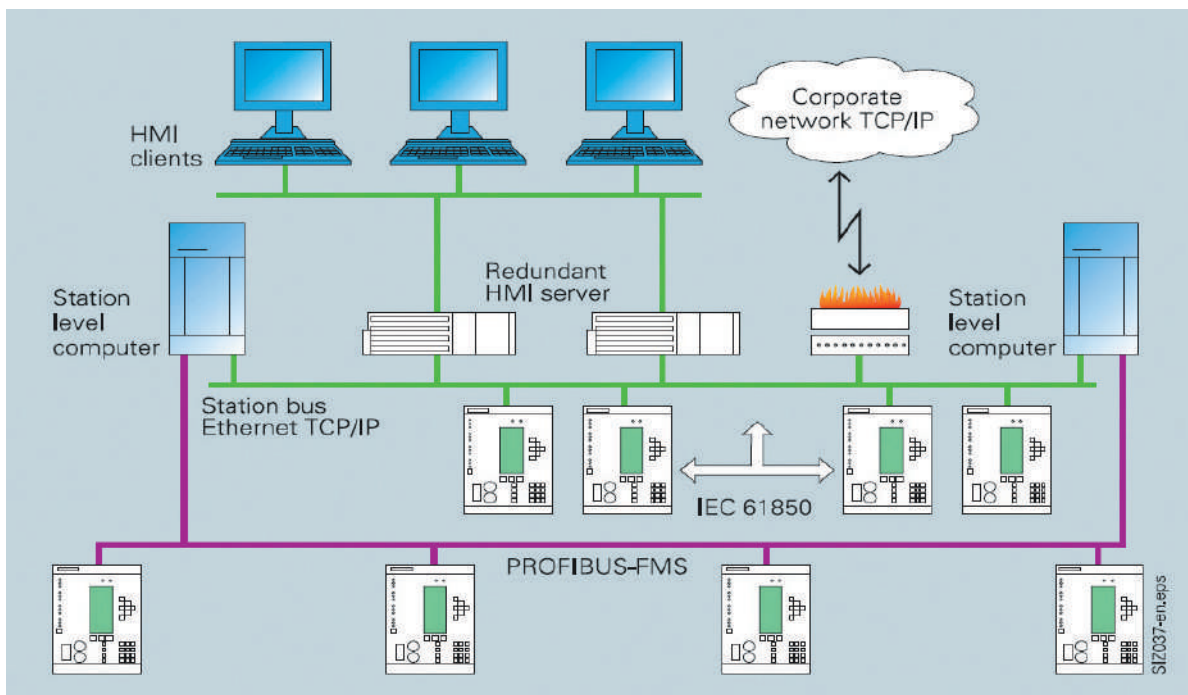 HMI
clients
Corporate
network TCP/IP
Redundant
HMI server
Station
level
computer
Station
level
computer
Station bus
Ethernet TCP/IP
IEC 61850
PROFIBUS-FMS
SIZ037-en.eps